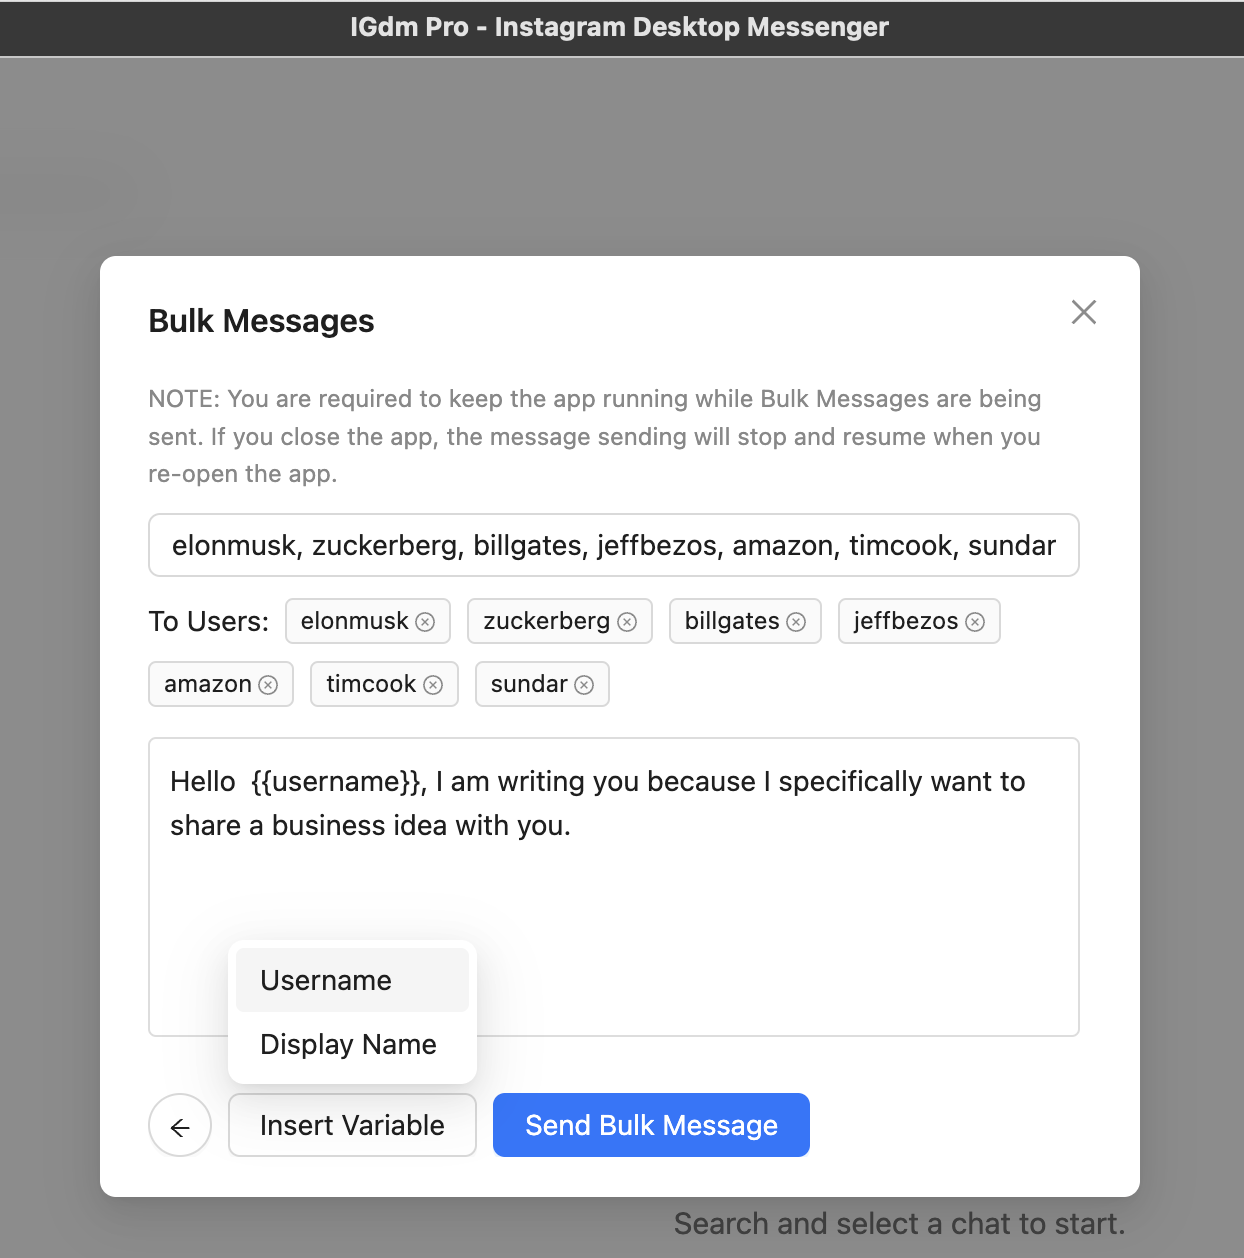 IGdm Pro - Instagram Desktop Messenger
Bulk Messages
NOTE: You are required to keep the app running while Bulk Messages are being
sent. If you close the app, the message sending will stop and resume when you
re-open the app.
elonmusk, zuckerberg, billgates, jeffbezos, amazon, timcook, sundar
To Users: elonmusk zuckerberg billgates jeffbezos
amazon timcook sundar
Hello  {{username}}, I am writing you because I specifically want to
share a business idea with you.
Username
Display Name
Insert Variable Send Bulk Message
Search and select a chat to start.